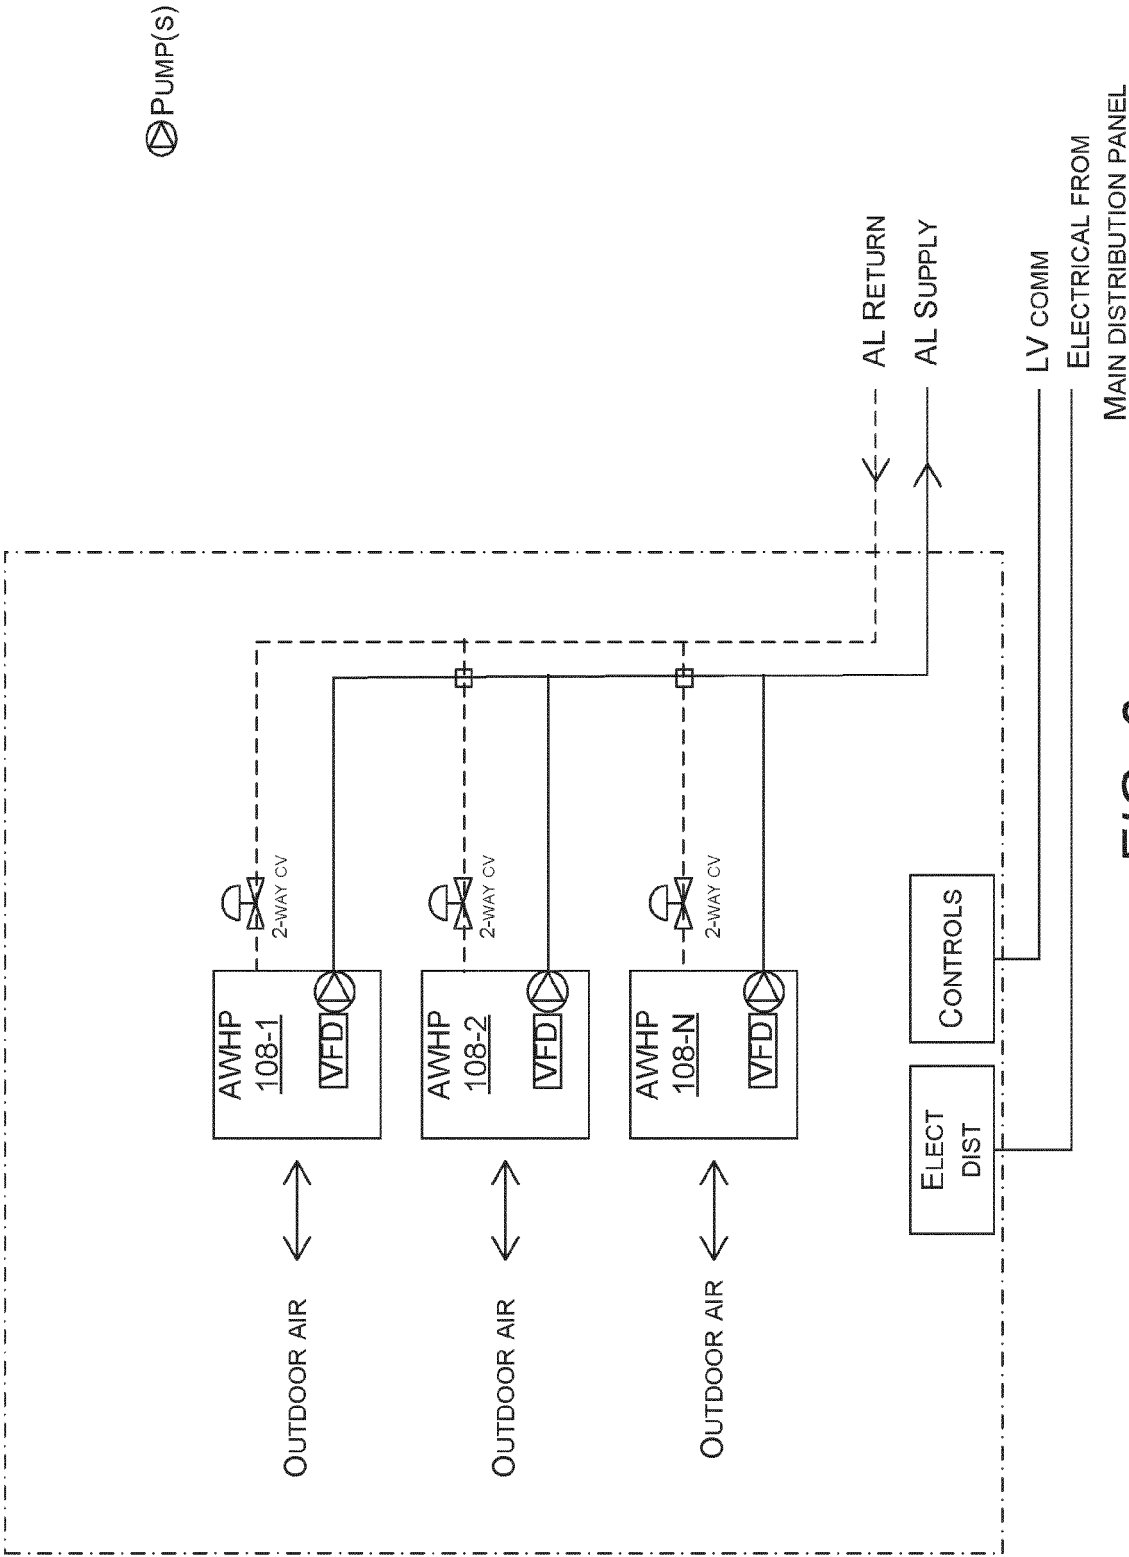 PUMP(S)
OUTDOOR AIR
AWHP
108-1
VFD
2-WAY CV
OUTDOOR AIR
AWHP
108-2
VFD
2-WAY CV
OUTDOOR AIR
AWHP
108-N
VFD
2-WAY CV
AL RETURN
AL SUPPLY
ELECT
DIST
CONTROLS
LV COMM
ELECTRICAL FROM
MAIN DISTRIBUTION PANEL